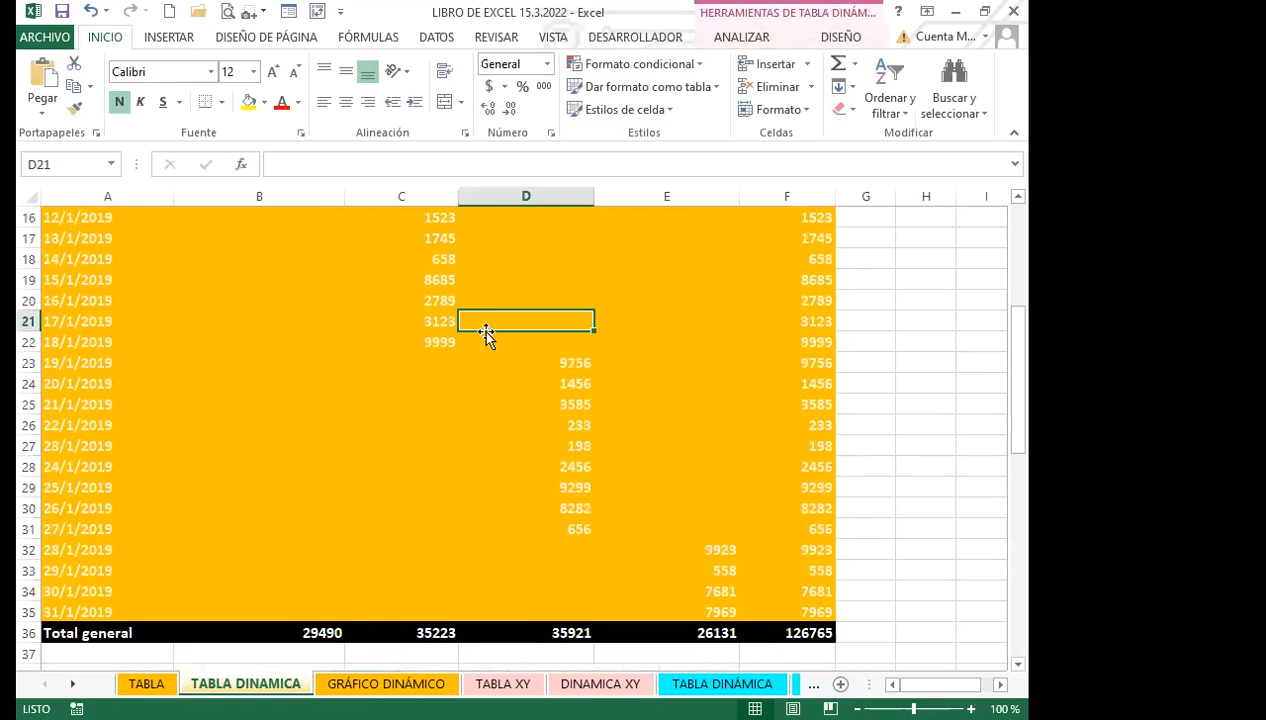 LIBRO DE EXCEL 15.3.2022 - Excel
HERRAMIENTAS DE TABLA DINÁM...
?
ARCHIVO INICIO INSERTAR DISEÑO DE PÁGINA FÓRMULAS DATOS REVISAR VISTA DESARROLLADOR ANALIZAR DISEÑO Cuenta M...
Calibri 12 General Formato condicional Insertar
Pegar N K S $ % 000 Dar formato como tabla Eliminar Ordenar y filtrar Buscar y seleccionar
Estilos de celda Formato
Portapapeles Fuente Alineación Número Estilos Celdas Modificar
D21 fx
A B C D E F G H I
16 12/1/2019 1523 1523
17 13/1/2019 1745 1745
18 14/1/2019 658 658
19 15/1/2019 8685 8685
20 16/1/2019 2789 2789
21 17/1/2019 3123 3123
22 18/1/2019 9999 9999
23 19/1/2019 9756 9756
24 20/1/2019 1456 1456
25 21/1/2019 3585 3585
26 22/1/2019 233 233
27 23/1/2019 198 198
28 24/1/2019 2456 2456
29 25/1/2019 9299 9299
30 26/1/2019 8282 8282
31 27/1/2019 656 656
32 28/1/2019 9923 9923
33 29/1/2019 558 558
34 30/1/2019 7681 7681
35 31/1/2019 7969 7969
36 Total general 29490 35223 35921 26131 126765
37
TABLA TABLA DINAMICA GRÁFICO DINÁMICO TABLA XY DINAMICA XY TABLA DINÁMICA ...
LISTO 100 %